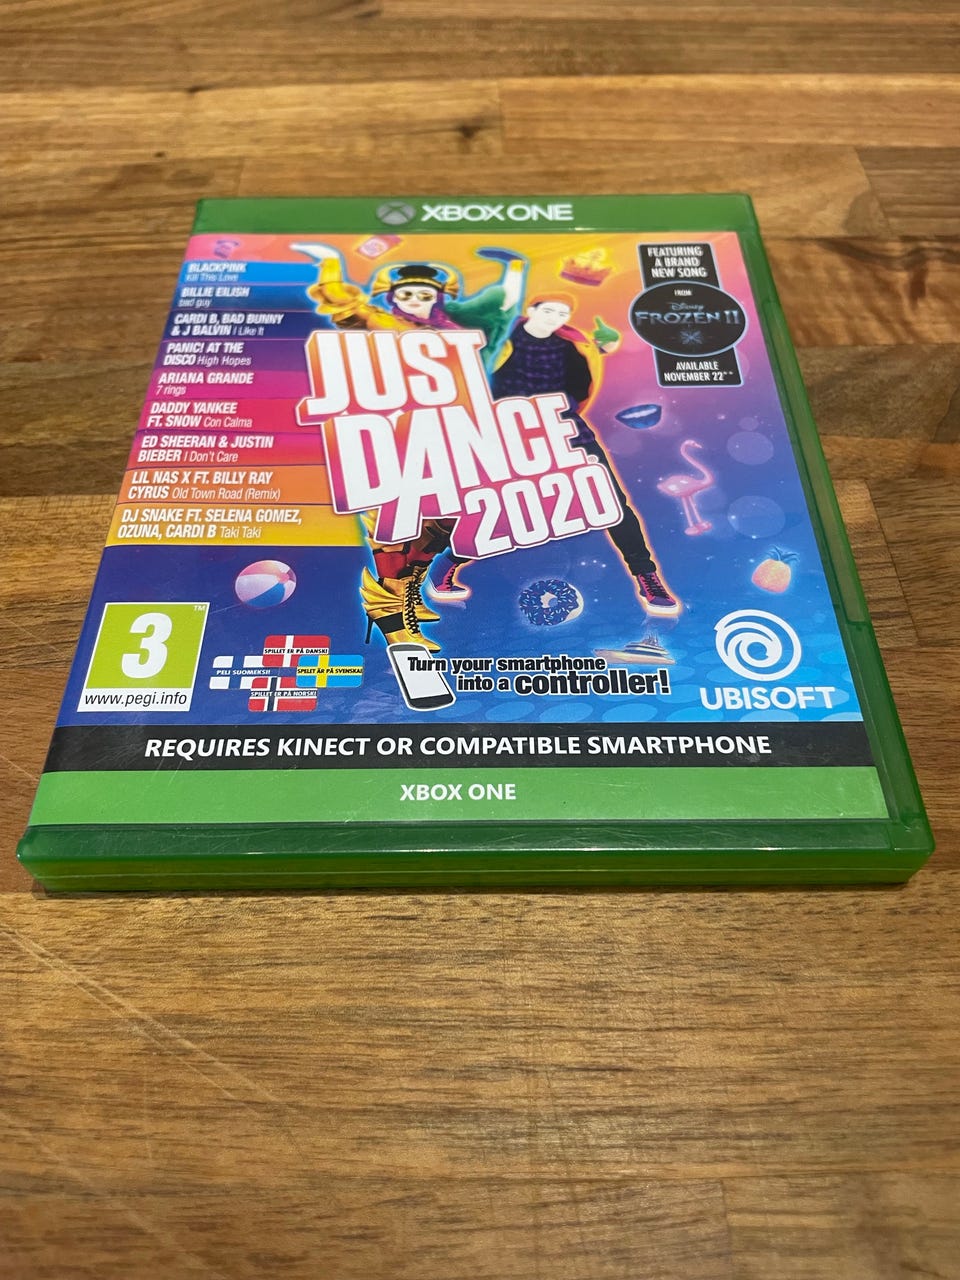 XBOX ONE
BLACKPINK
Kill This Love
BILLIE EILISH
bad guy
CARDI B, BAD BUNNY
& J BALVIN I Like It
PANIC! AT THE
DISCO High Hopes
ARIANA GRANDE
7 rings
DADDY YANKEE
FT. SNOW Con Calma
ED SHEERAN & JUSTIN
BIEBER I Don't Care
LIL NAS X FT. BILLY RAY
CYRUS Old Town Road (Remix)
DJ SNAKE FT. SELENA GOMEZ,
OZUNA, CARDI B Taki Taki
JUST
DANCE®
2020
FEATURING
A BRAND
NEW SONG
FROM
Disney
FROZEN II
AVAILABLE
NOVEMBER 22**
3 ™
www.pegi.info
SPILLET ER PÅ DANSK!
PELI SUOMEKSI!
SPELET ÄR PÅ SVENSKA!
SPILLET ER PÅ NORSK!
Turn your smartphone
into a controller!
UBISOFT
REQUIRES KINECT OR COMPATIBLE SMARTPHONE
XBOX ONE